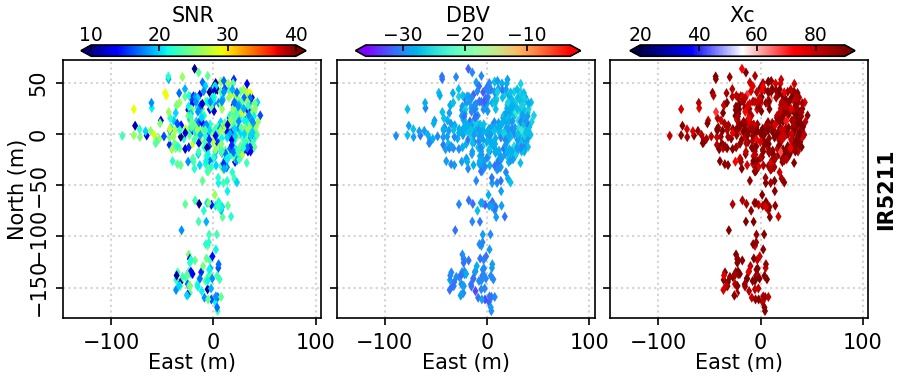 SNR DBV Xc
10 20 30 40 −30 −20 −10 20 40 60 80
50
0
−50
−100
−150
North (m)
IR5211
−100 0 100 −100 0 100 −100 0 100
East (m) East (m) East (m)